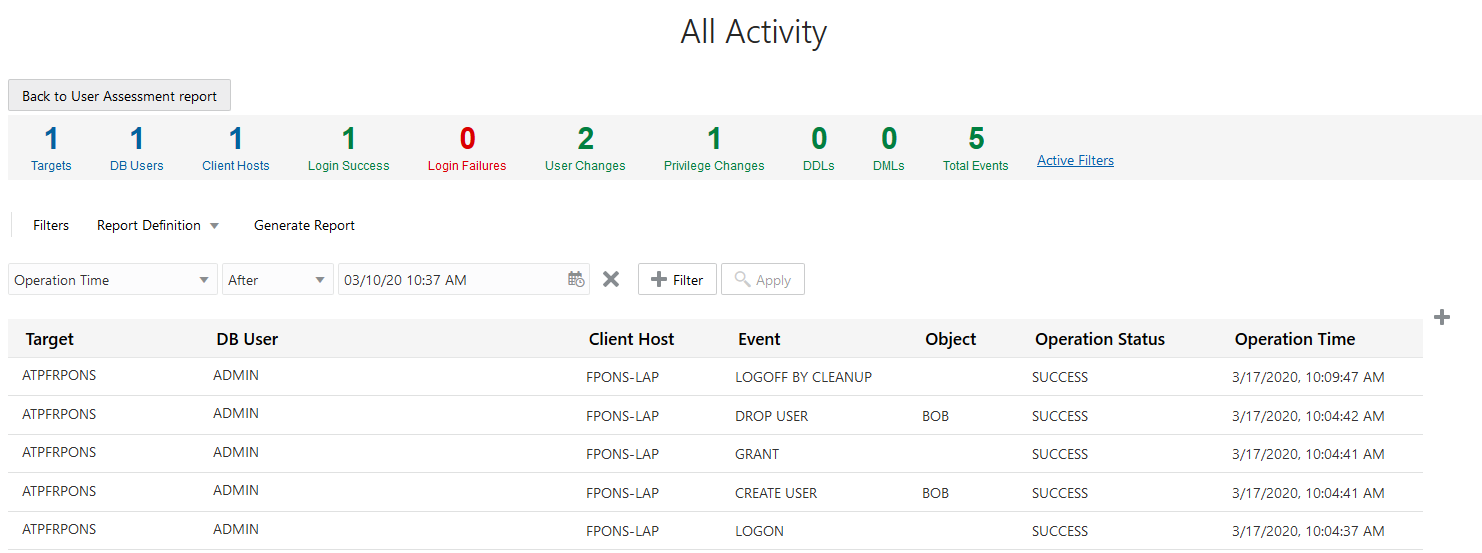 All Activity
Back to User Assessment report
1 1 1 1 0 2 1 0 0 5
Targets DB Users Client Hosts Login Success Login Failures User Changes Privilege Changes DDLs DMLs Total Events Active Filters
Filters Report Definition Generate Report
Operation Time After 03/10/20 10:37 AM Filter Apply
Target DB User Client Host Event Object Operation Status Operation Time
ATPFRPONS ADMIN FPONS-LAP LOGOFF BY CLEANUP SUCCESS 3/17/2020, 10:09:47 AM
ATPFRPONS ADMIN FPONS-LAP DROP USER BOB SUCCESS 3/17/2020, 10:04:42 AM
ATPFRPONS ADMIN FPONS-LAP GRANT SUCCESS 3/17/2020, 10:04:41 AM
ATPFRPONS ADMIN FPONS-LAP CREATE USER BOB SUCCESS 3/17/2020, 10:04:41 AM
ATPFRPONS ADMIN FPONS-LAP LOGON SUCCESS 3/17/2020, 10:04:37 AM